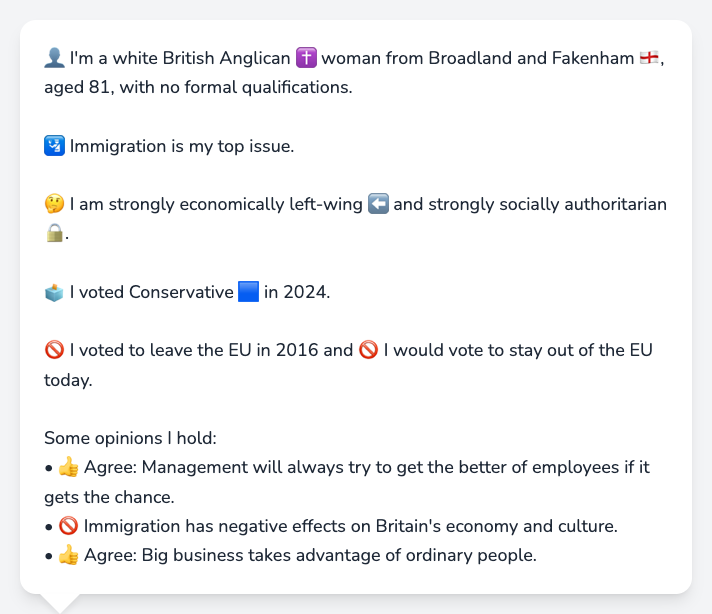 👤 I'm a white British Anglican ✝️ woman from Broadland and Fakenham 🏴󠁧󠁢󠁥󠁮󠁧󠁿,
aged 81, with no formal qualifications.
🛂 Immigration is my top issue.
🤔 I am strongly economically left-wing ⬅️ and strongly socially authoritarian
🔒.
🗳️ I voted Conservative 🟦 in 2024.
🚫 I voted to leave the EU in 2016 and 🚫 I would vote to stay out of the EU
today.
Some opinions I hold:
• 👍 Agree: Management will always try to get the better of employees if it
gets the chance.
• 🚫 Immigration has negative effects on Britain's economy and culture.
• 👍 Agree: Big business takes advantage of ordinary people.